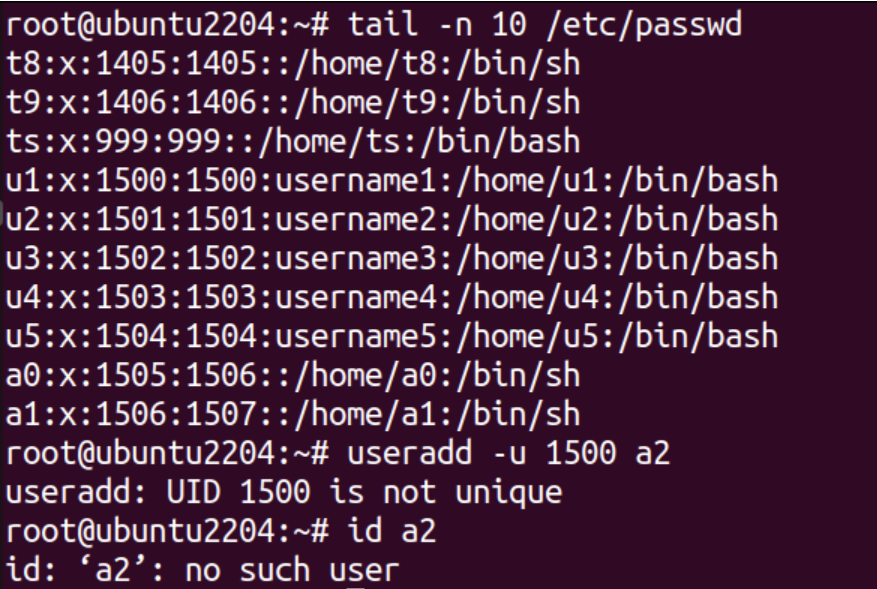 root@ubuntu2204:~# tail -n 10 /etc/passwd
t8:x:1405:1405::/home/t8:/bin/sh
t9:x:1406:1406::/home/t9:/bin/sh
ts:x:999:999::/home/ts:/bin/bash
u1:x:1500:1500:username1:/home/u1:/bin/bash
u2:x:1501:1501:username2:/home/u2:/bin/bash
u3:x:1502:1502:username3:/home/u3:/bin/bash
u4:x:1503:1503:username4:/home/u4:/bin/bash
u5:x:1504:1504:username5:/home/u5:/bin/bash
a0:x:1505:1506::/home/a0:/bin/sh
a1:x:1506:1507::/home/a1:/bin/sh
root@ubuntu2204:~# useradd -u 1500 a2
useradd: UID 1500 is not unique
root@ubuntu2204:~# id a2
id: ‘a2’: no such user